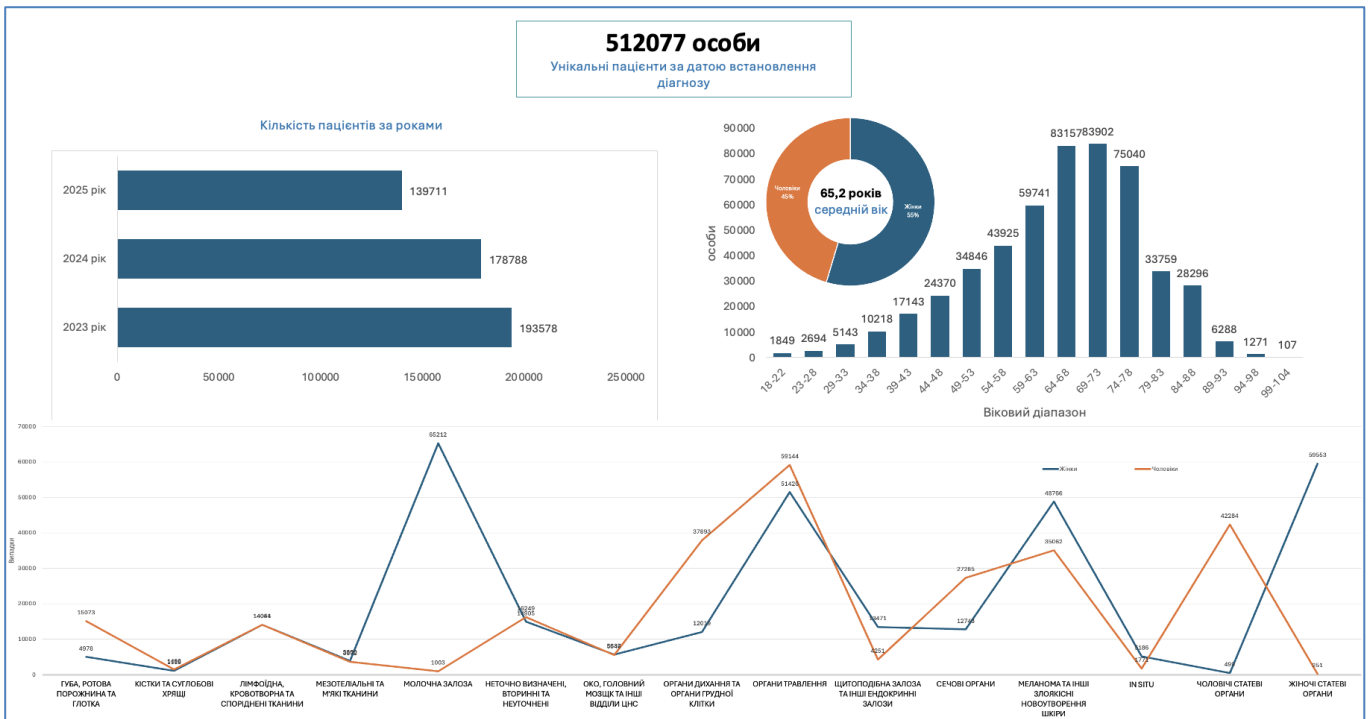 512077 особи
Унікальні пацієнти за датою встановлення
діагнозу
Кількість пацієнтів за роками
2025 рік
139711
2024 рік
178788
2023 рік
193578
0
50000
100000
150000
200000
250000
90000
80000
70000
60000
50000
40000
30000
20000
10000
0
особи
Чоловіки
45%
65,2 років
середній вік
Жінки
55%
1849
2694
5143
10218
17143
24370
34846
43925
59741
83157
83902
75040
33759
28296
6288
1271
107
18-22
23-28
29-33
34-38
39-43
44-48
49-53
54-58
59-63
64-68
69-73
74-78
79-83
84-88
89-93
94-98
99-104
Віковий діапазон
70000
60000
50000
40000
30000
20000
10000
0
Випадки
Жінки
Чоловіки
15073
4978
65212
1003
16249
37893
59144
4251
27285
12748
48766
35062
5186
1771
42284
59553
251
ГУБА, РОТОВА
ПОРОЖНИНА ТА
ГЛОТКА
КІСТКИ ТА СУГЛОБОВІ
ХРЯЩІ
ЛІМФОЇДНА,
КРОВОТВОРНА ТА
СПОРІДНЕНІ ТКАНИНИ
МЕЗОТЕЛІАЛЬНІ ТА
М'ЯКІ ТКАНИНИ
МОЛОЧНА ЗАЛОЗА
НЕТОЧНО ВИЗНАЧЕНІ,
ВТОРИННІ ТА
НЕУТОЧНЕНІ
ОКО, ГОЛОВНИЙ
МОЗЩК ТА ІНШІ
ВІДДІЛИ ЦНС
ОРГАНИ ДИХАННЯ ТА
ОРГАНИ ГРУДНОЇ
КЛІТКИ
ОРГАНИ ТРАВЛЕННЯ
ЩИТОПОДІБНА ЗАЛОЗА
ТА ІНШІ ЕНДОКРИННІ
ЗАЛОЗИ
СЕЧОВІ ОРГАНИ
МЕЛАНОМА ТА ІНШІ
ЗЛОЯКІСНІ
НОВОУТВОРЕННЯ
ШКІРИ
IN SITU
ЧОЛОВІЧІ СТАТЕВІ
ОРГАНИ
ЖІНОЧІ СТАТЕВІ
ОРГАНИ